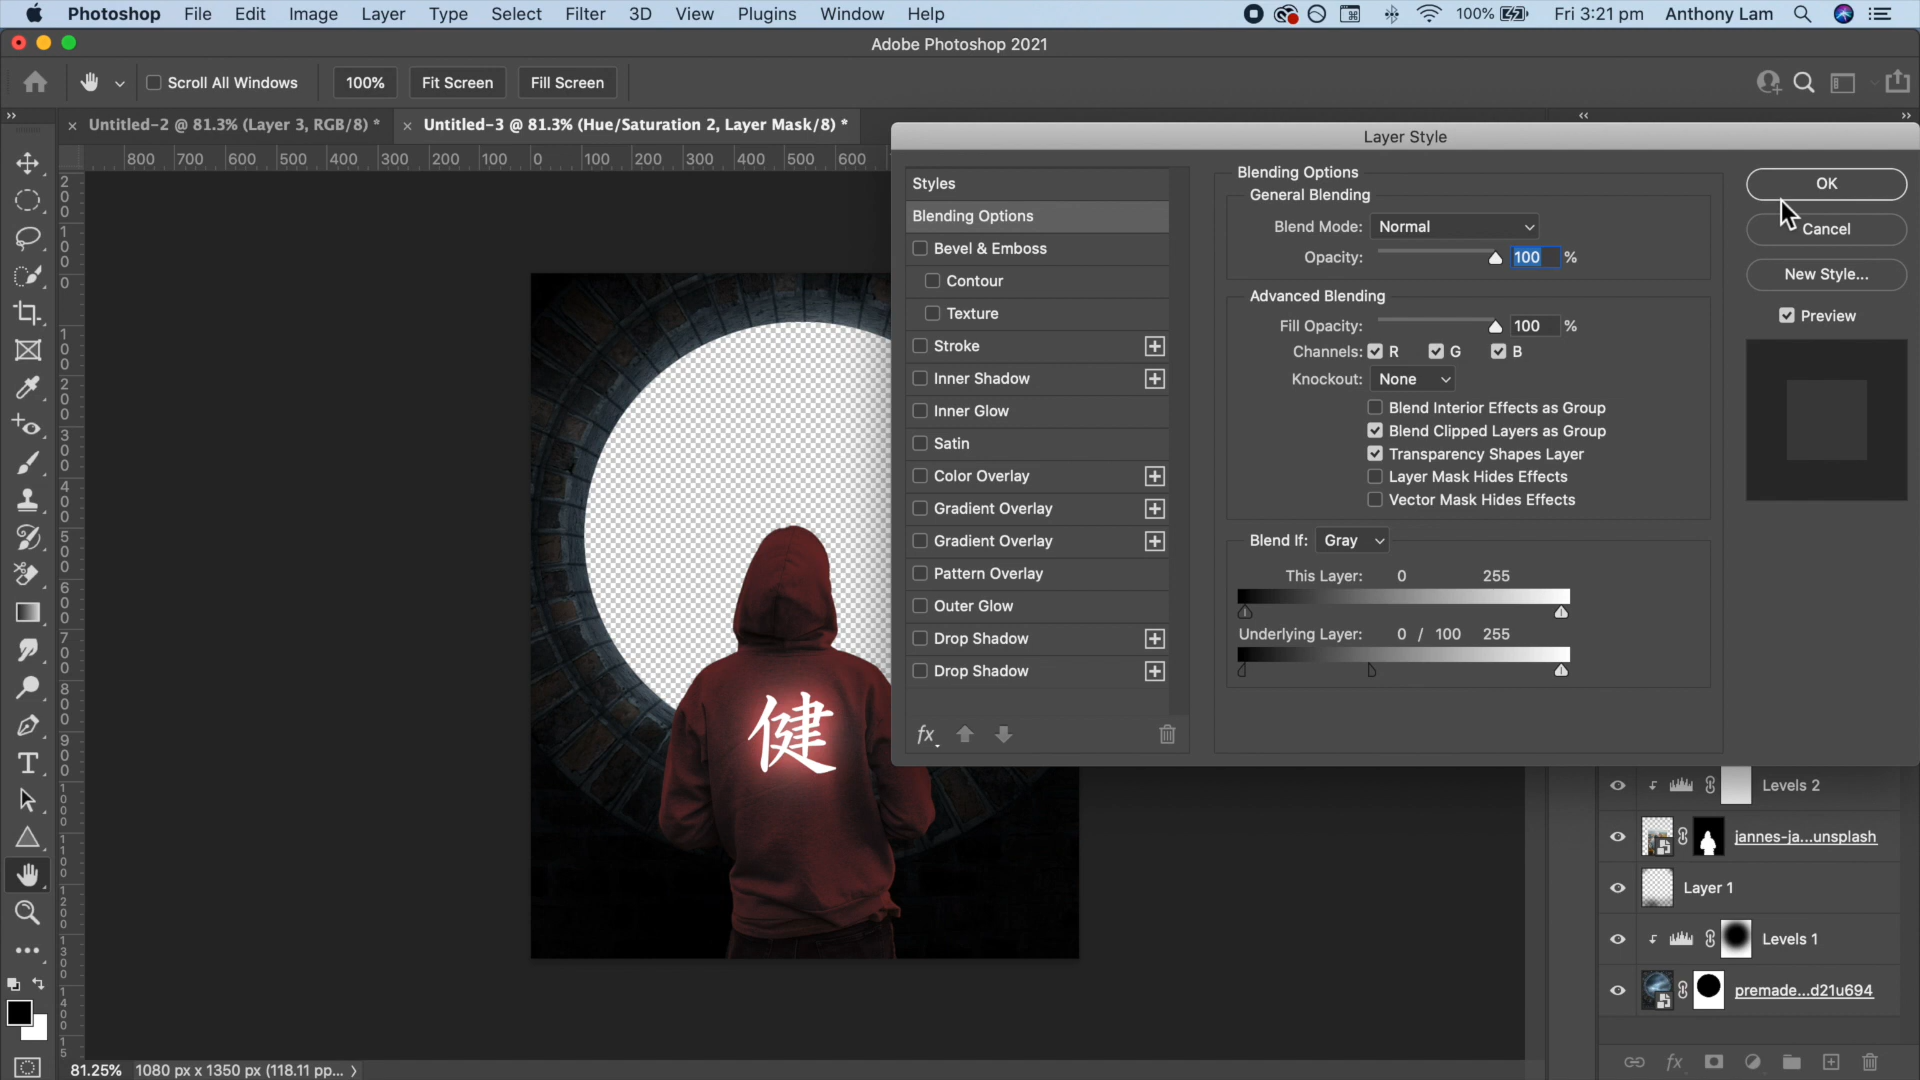 Photoshop File Edit Image Layer Type Select Filter 3D View Plugins Window Help 100% Fri 3:21 pm Anthony Lam
Adobe Photoshop 2021
Scroll All Windows 100% Fit Screen Fill Screen
Untitled-2 @ 81.3% (Layer 3, RGB/8) * Untitled-3 @ 81.3% (Hue/Saturation 2, Layer Mask/8) *
800 700 600 500 400 300 200 100 0 100 200 300 400 500 600
Layer Style
Styles
Blending Options
Bevel & Emboss
Contour
Texture
Stroke
Inner Shadow
Inner Glow
Satin
Color Overlay
Gradient Overlay
Gradient Overlay
Pattern Overlay
Outer Glow
Drop Shadow
Drop Shadow
fx
Blending Options
General Blending
Blend Mode: Normal
Opacity: 100 %
Advanced Blending
Fill Opacity: 100 %
Channels: R G B
Knockout: None
Blend Interior Effects as Group
Blend Clipped Layers as Group
Transparency Shapes Layer
Layer Mask Hides Effects
Vector Mask Hides Effects
Blend If: Gray
This Layer: 0 255
Underlying Layer: 0 / 100 255
OK
Cancel
New Style...
Preview
健
Levels 2
jannes-ja...unsplash
Layer 1
Levels 1
premade...d21u694
fx
81.25% 1080 px x 1350 px (118.11 pp...